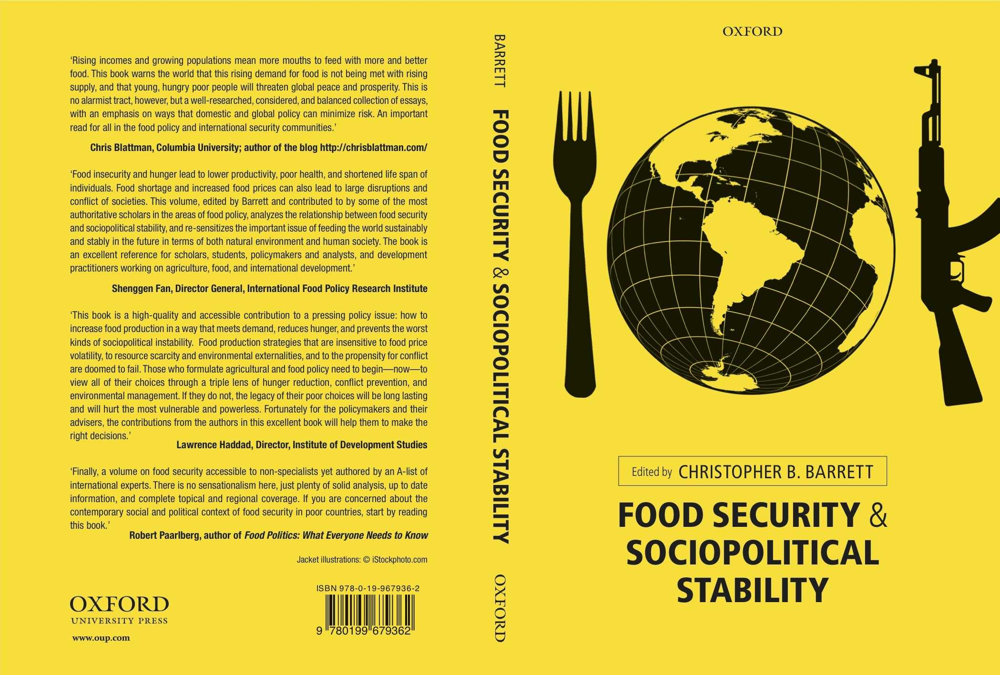 ‘Rising incomes and growing populations mean more mouths to feed with more and better
food. This book warns the world that this rising demand for food is not being met with rising
supply, and that young, hungry poor people will threaten global peace and prosperity. This is
no alarmist tract, however, but a well-researched, considered, and balanced collection of essays,
with an emphasis on ways that domestic and global policy can minimize risk. An important
read for all in the food policy and international security communities.’
Chris Blattman, Columbia University; author of the blog http://chrisblattman.com/
‘Food insecurity and hunger lead to lower productivity, poor health, and shortened life span of
individuals. Food shortage and increased food prices can also lead to large disruptions and
conflict of societies. This volume, edited by Barrett and contributed to by some of the most
authoritative scholars in the areas of food policy, analyzes the relationship between food security
and sociopolitical stability, and re-sensitizes the important issue of feeding the world sustainably
and stably in the future in terms of both natural environment and human society. The book is
an excellent reference for scholars, students, policymakers and analysts, and development
practitioners working on agriculture, food, and international development.’
Shenggen Fan, Director General, International Food Policy Research Institute
‘This book is a high-quality and accessible contribution to a pressing policy issue: how to
increase food production in a way that meets demand, reduces hunger, and prevents the worst
kinds of sociopolitical instability.  Food production strategies that are insensitive to food price
volatility, to resource scarcity and environmental externalities, and to the propensity for conflict
are doomed to fail. Those who formulate agricultural and food policy need to begin—now—to
view all of their choices through a triple lens of hunger reduction, conflict prevention, and
environmental management. If they do not, the legacy of their poor choices will be long lasting
and will hurt the most vulnerable and powerless. Fortunately for the policymakers and their
advisers, the contributions from the authors in this excellent book will help them to make the
right decisions.’
Lawrence Haddad, Director, Institute of Development Studies
‘Finally, a volume on food security accessible to non-specialists yet authored by an A-list of
international experts. There is no sensationalism here, just plenty of solid analysis, up to date
information, and complete topical and regional coverage. If you are concerned about the
contemporary social and political context of food security in poor countries, start by reading
this book.’
Robert Paarlberg, author of Food Politics: What Everyone Needs to Know
Jacket illustrations: © iStockphoto.com
OXFORD
UNIVERSITY PRESS
www.oup.com
ISBN 978-0-19-967936-2
9 780199 679362
BARRETT
FOOD SECURITY & SOCIOPOLITICAL STABILITY
OXFORD
OXFORD
Edited by CHRISTOPHER B. BARRETT
FOOD SECURITY &
SOCIOPOLITICAL
STABILITY